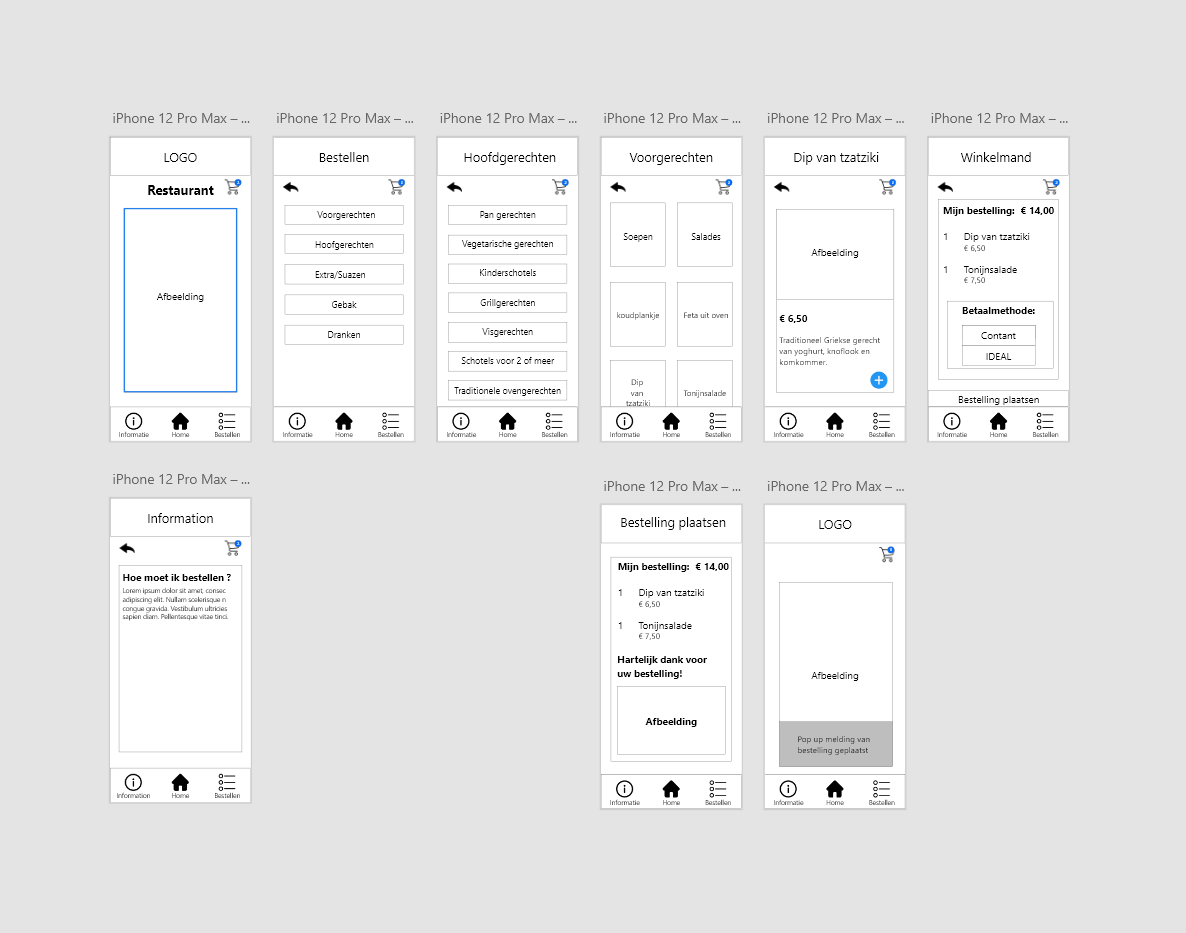 iPhone 12 Pro Max – ...
LOGO
Restaurant
Afbeelding
Informatie
Home
Bestellen
iPhone 12 Pro Max – ...
Bestellen
Voorgerechten
Hoofgerechten
Extra/Suazen
Gebak
Dranken
Informatie
Home
Bestellen
iPhone 12 Pro Max – ...
Hoofdgerechten
Pan gerechten
Vegetarische gerechten
Kinderschotels
Grillgerechten
Visgerechten
Schotels voor 2 of meer
Traditionele ovengerechten
Informatie
Home
Bestellen
iPhone 12 Pro Max – ...
Voorgerechten
Soepen
Salades
koudplankje
Feta uit oven
Dip
van
tzatziki
Tonijnsalade
Informatie
Home
Bestellen
iPhone 12 Pro Max – ...
Dip van tzatziki
Afbeelding
€ 6,50
Traditioneel Griekse gerecht
van yoghurt, knoflook en
komkommer.
Informatie
Home
Bestellen
iPhone 12 Pro Max – ...
Winkelmand
Mijn bestelling: € 14,00
1 Dip van tzatziki
€ 6,50
1 Tonijnsalade
€ 7,50
Betaalmethode:
Contant
IDEAL
Bestelling plaatsen
Informatie
Home
Bestellen
iPhone 12 Pro Max – ...
Information
Hoe moet ik bestellen ?
Lorem ipsum dolor sit amet, consec
adipiscing elit. Nullam scelerisque n
congue gravida. Vestibulum ultricies
sapien diam. Pellentesque vitae tinci.
Information
Home
Bestellen
iPhone 12 Pro Max – ...
Bestelling plaatsen
Mijn bestelling: € 14,00
1 Dip van tzatziki
€ 6,50
1 Tonijnsalade
€ 7,50
Hartelijk dank voor
uw bestelling!
Afbeelding
Informatie
Home
Bestellen
iPhone 12 Pro Max – ...
LOGO
Afbeelding
Pop up melding van
bestelling geplaatst
Informatie
Home
Bestellen